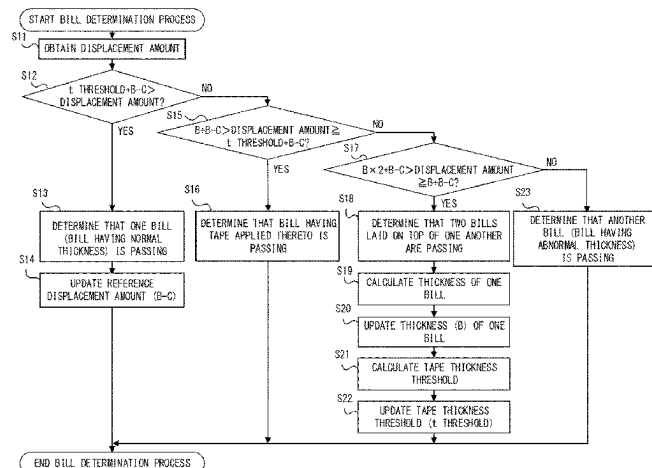 START BILL DETERMINATION PROCESS
S11
OBTAIN DISPLACEMENT AMOUNT
S12
t THRESHOLD+B-C>
DISPLACEMENT AMOUNT?
NO
YES
S15
B+B-C>DISPLACEMENT AMOUNT≧
t THRESHOLD+B-C?
NO
YES
S17
B×2+B-C>DISPLACEMENT AMOUNT
≧B+B-C?
NO
YES
S13
DETERMINE THAT ONE BILL
(BILL HAVING NORMAL
THICKNESS) IS PASSING
S14
UPDATE REFERENCE
DISPLACEMENT AMOUNT (B-C)
S16
DETERMINE THAT BILL HAVING
TAPE APPLIED THERETO IS
PASSING
S18
DETERMINE THAT TWO BILLS
LAID ON TOP OF ONE ANOTHER
ARE PASSING
S23
DETERMINE THAT ANOTHER
BILL (BILL HAVING
ABNORMAL THICKNESS)
IS PASSING
S19
CALCULATE THICKNESS OF ONE
BILL
S20
UPDATE THICKNESS (B) OF ONE
BILL
S21
CALCULATE TAPE THICKNESS
THRESHOLD
S22
UPDATE TAPE THICKNESS
THRESHOLD (t THRESHOLD)
END BILL DETERMINATION PROCESS